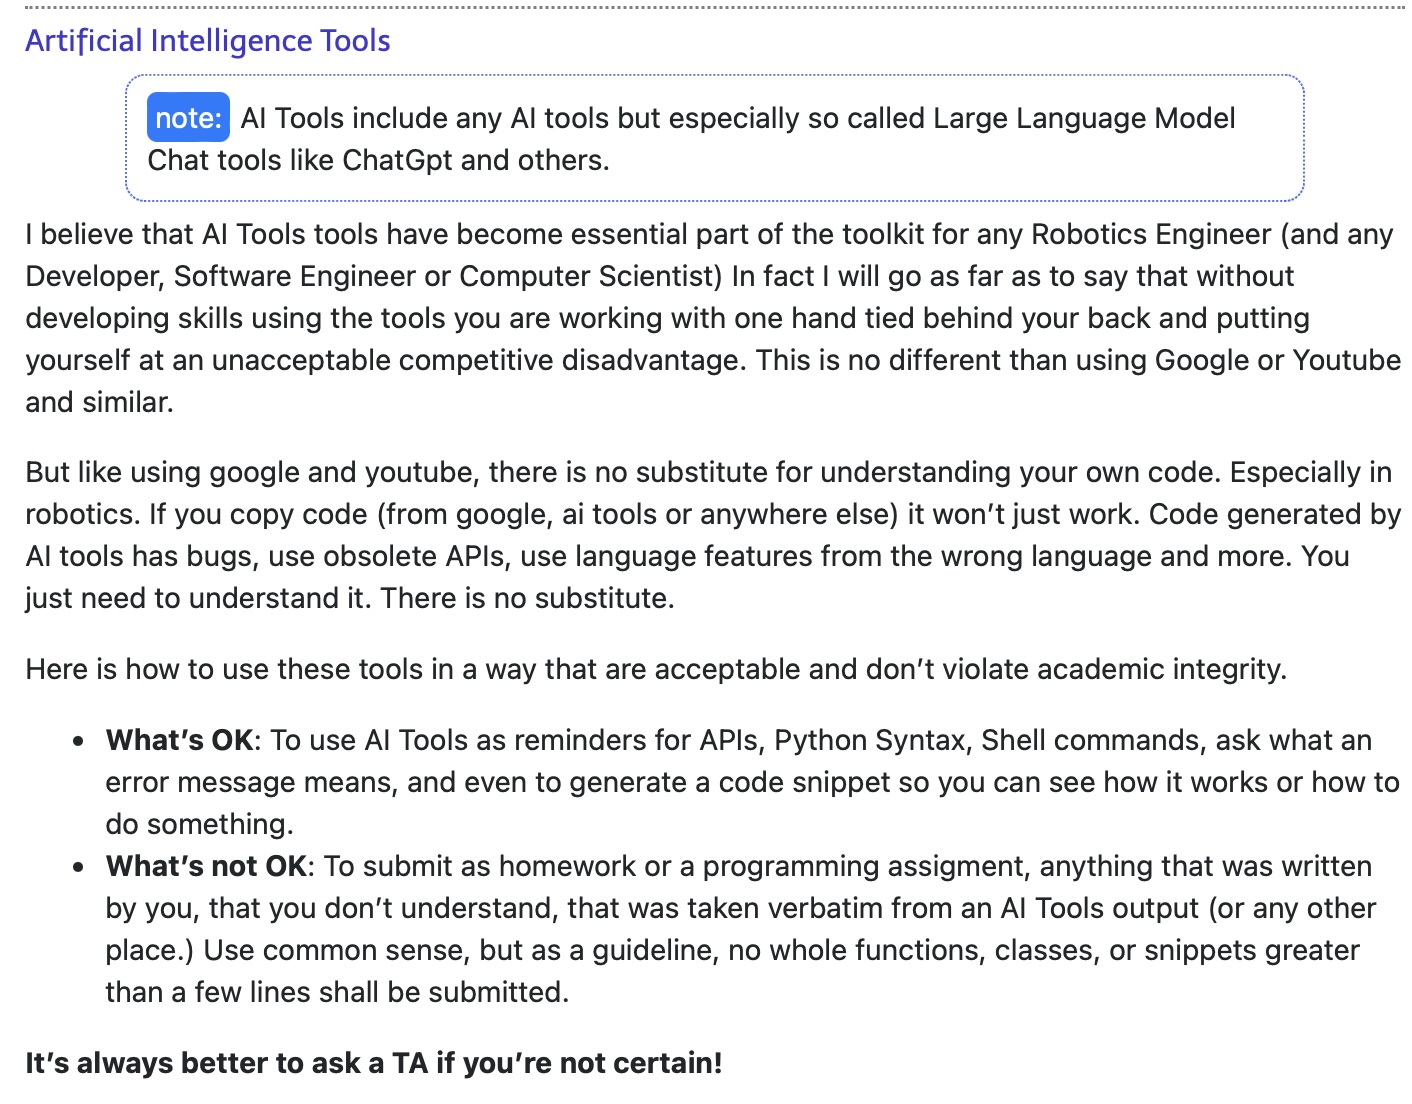 Artificial Intelligence Tools
note: AI Tools include any AI tools but especially so called Large Language Model
Chat tools like ChatGpt and others.
I believe that AI Tools tools have become essential part of the toolkit for any Robotics Engineer (and any
Developer, Software Engineer or Computer Scientist) In fact I will go as far as to say that without
developing skills using the tools you are working with one hand tied behind your back and putting
yourself at an unacceptable competitive disadvantage. This is no different than using Google or Youtube
and similar.
But like using google and youtube, there is no substitute for understanding your own code. Especially in
robotics. If you copy code (from google, ai tools or anywhere else) it won’t just work. Code generated by
AI tools has bugs, use obsolete APIs, use language features from the wrong language and more. You
just need to understand it. There is no substitute.
Here is how to use these tools in a way that are acceptable and don’t violate academic integrity.
• What’s OK: To use AI Tools as reminders for APIs, Python Syntax, Shell commands, ask what an
error message means, and even to generate a code snippet so you can see how it works or how to
do something.
• What’s not OK: To submit as homework or a programming assigment, anything that was written
by you, that you don’t understand, that was taken verbatim from an AI Tools output (or any other
place.) Use common sense, but as a guideline, no whole functions, classes, or snippets greater
than a few lines shall be submitted.
It’s always better to ask a TA if you’re not certain!